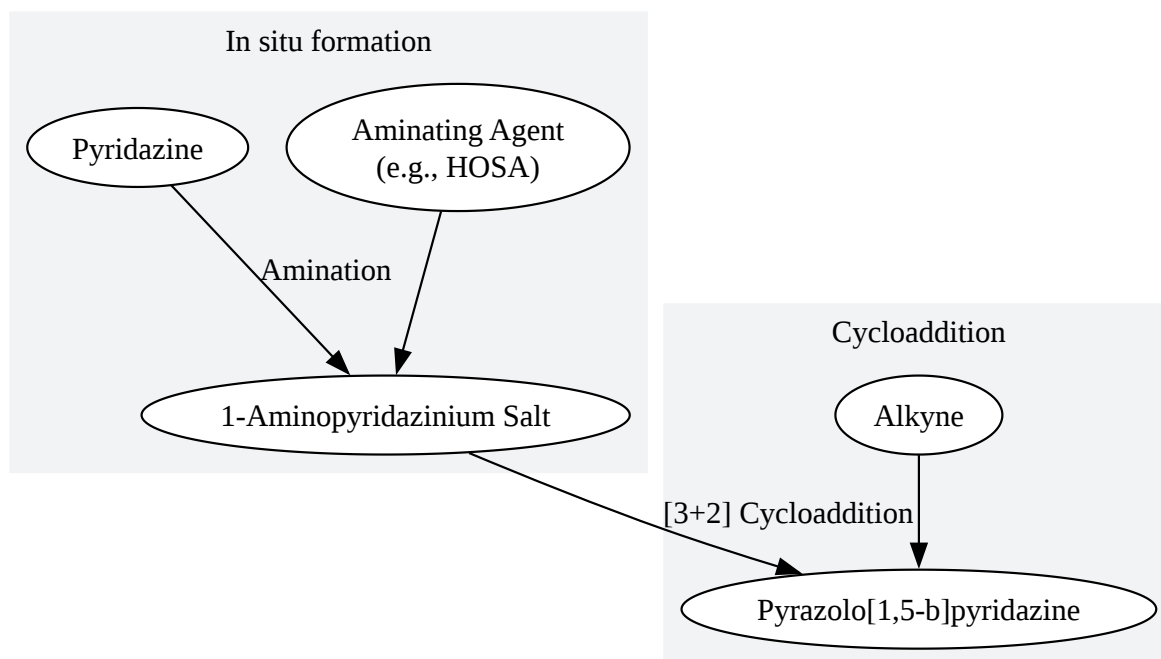 In situ formation
Pyridazine
Aminating Agent
(e.g., HOSA)
Amination
1-Aminopyridazinium Salt
Cycloaddition
Alkyne
[3+2] Cycloaddition
Pyrazolo[1,5-b]pyridazine